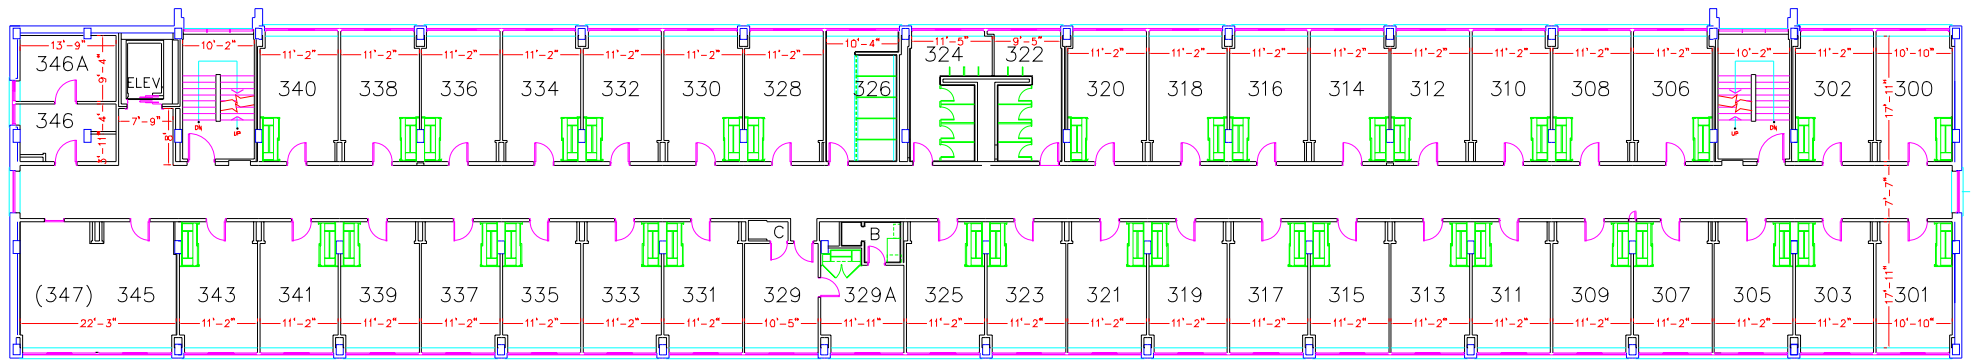 13'-9" 10'-2" 11'-2" 11'-2" 11'-2" 11'-2" 11'-2" 11'-2" 10'-4" 11'-5" 9'-5" 11'-2" 11'-2" 11'-2" 11'-2" 11'-2" 11'-2" 11'-2" 11'-2" 10'-2" 11'-2" 10'-10"
346A 9'-4" ELEV. 340 338 336 334 332 330 328 326 324 322 320 318 316 314 312 310 308 306 302 300
17'-11"
346 5'-11" 7'-9" 8' DN UP UP DN
7'-7"
C B
17'-11"
(347) 345 343 341 339 337 335 333 331 329 329A 325 323 321 319 317 315 313 311 309 307 305 303 301
22'-3" 11'-2" 11'-2" 11'-2" 11'-2" 11'-2" 11'-2" 11'-2" 10'-5" 11'-11" 11'-2" 11'-2" 11'-2" 11'-2" 11'-2" 11'-2" 11'-2" 11'-2" 11'-2" 11'-2" 11'-2" 11'-2" 10'-10"